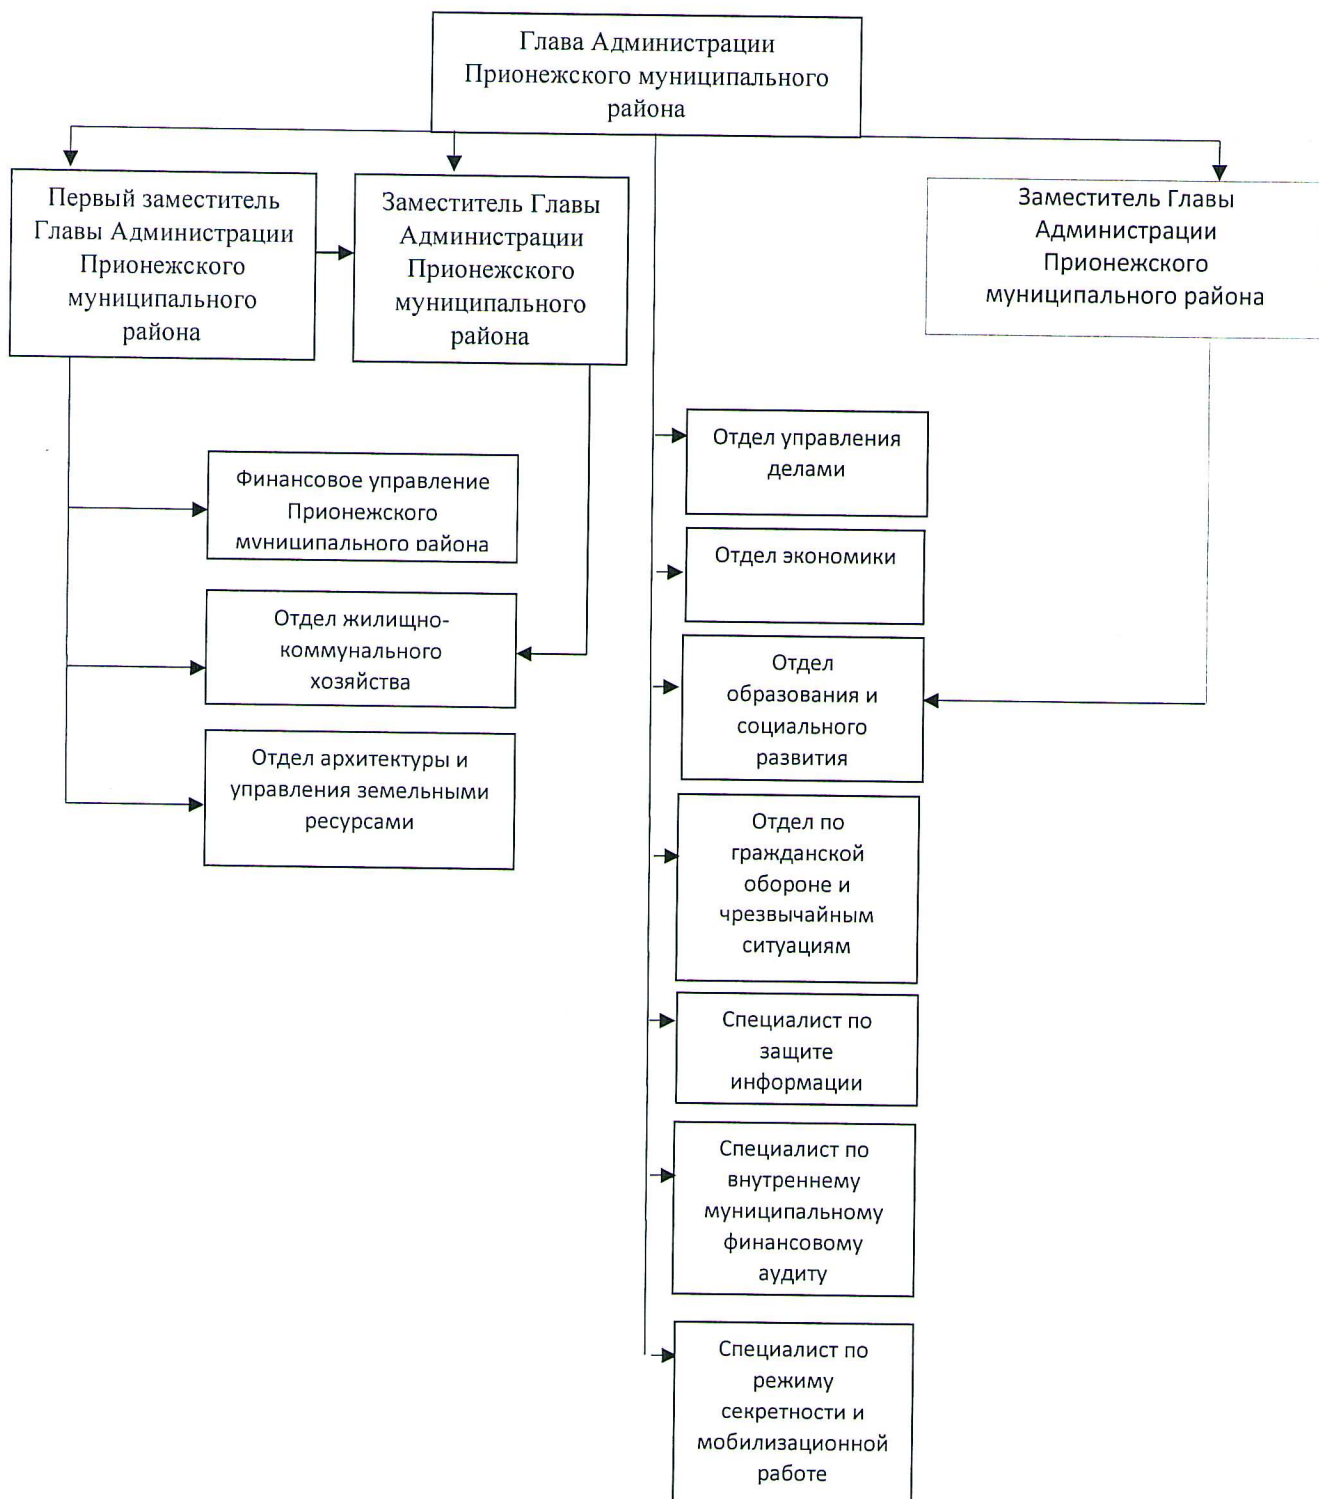 Глава Администрации
Прионежского муниципального
района
Первый заместитель
Главы Администрации
Прионежского
муниципального
района
Заместитель Главы
Администрации
Прионежского
муниципального
района
Заместитель Главы
Администрации
Прионежского
муниципального района
Финансовое управление
Прионежского
муниципального района
Отдел жилищно-
коммунального
хозяйства
Отдел архитектуры и
управления земельными
ресурсами
Отдел управления
делами
Отдел экономики
Отдел
образования и
социального
развития
Отдел по
гражданской
обороне и
чрезвычайным
ситуациям
Специалист по
защите
информации
Специалист по
внутреннему
муниципальному
финансовому
аудиту
Специалист по
режиму
секретности и
мобилизационной
работе